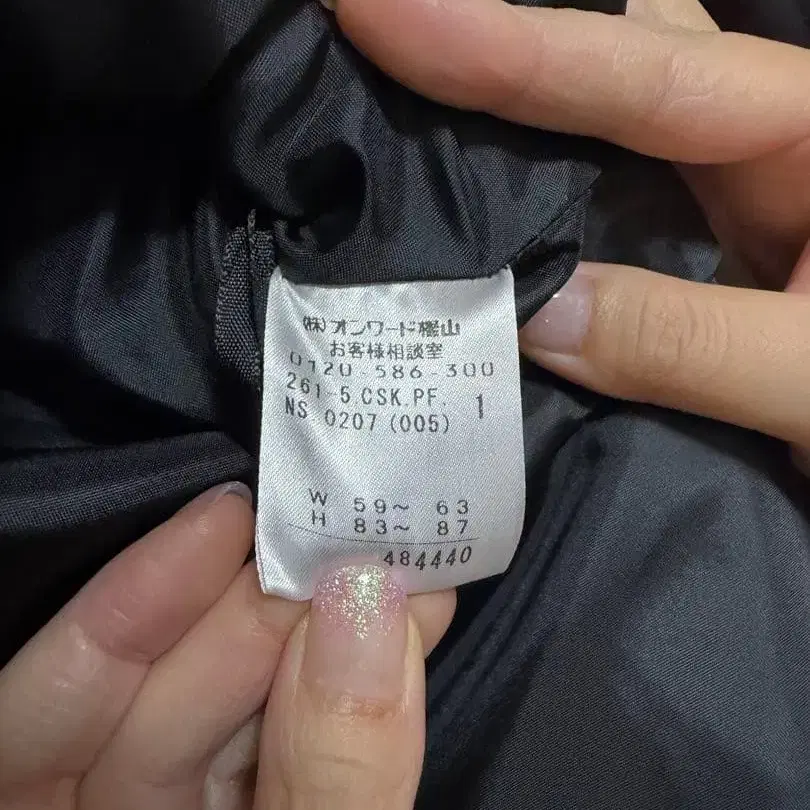 (株)オンワード樫山
お客様相談室
0120-586-300
261-5.CSK.PF. 1
NS 0207 (005)
W 59~ 63
H 83~ 87
484440